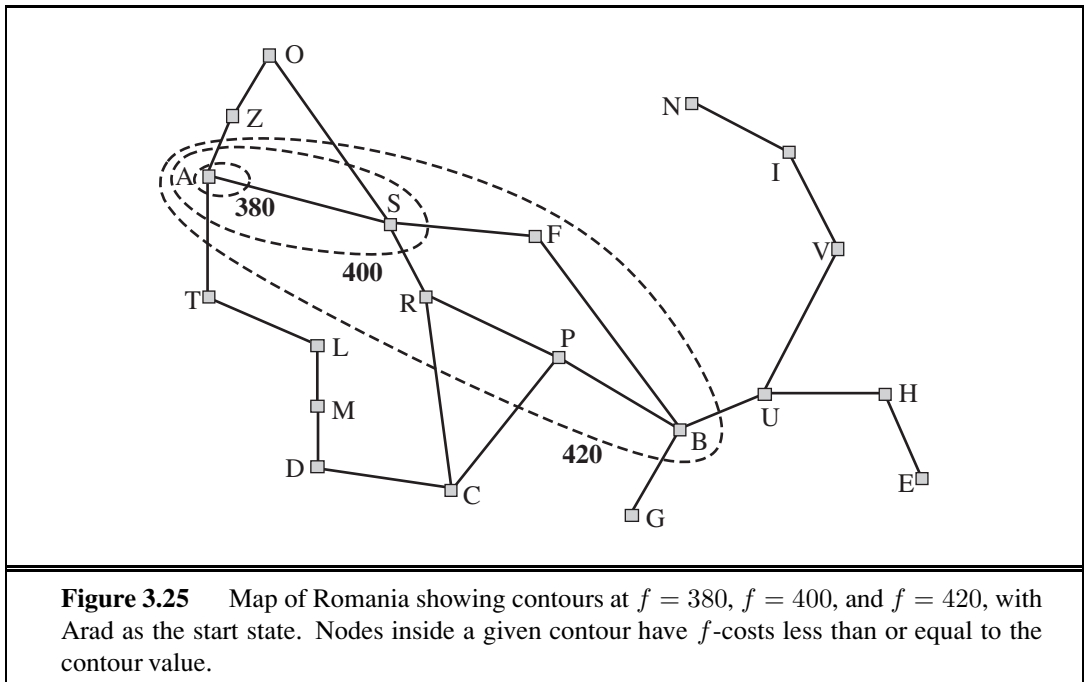 O
N
Z
I
A
380
S
F
V
400
T
R
P
L
H
M
U
B
420
D
C
E
G
Figure 3.25 Map of Romania showing contours at f = 380, f = 400, and f = 420, with
Arad as the start state. Nodes inside a given contour have f-costs less than or equal to the
contour value.